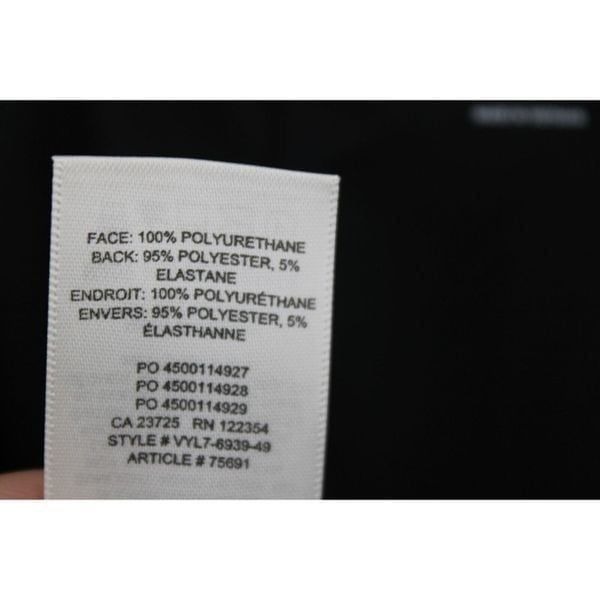 FACE: 100% POLYURETHANE
BACK: 95% POLYESTER, 5%
ELASTANE
ENDROIT: 100% POLYURÉTHANE
ENVERS: 95% POLYESTER, 5%
ÉLASTHANNE
PO 4500114927
PO 4500114928
PO 4500114929
CA 23725 RN 122354
STYLE # VYL7-6939-49
ARTICLE # 75691